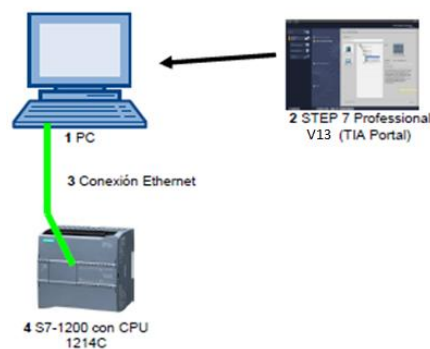 1 PC
2 STEP 7 Professional
V13 (TIA Portal)
3 Conexión Ethernet
4 S7-1200 con CPU
1214C